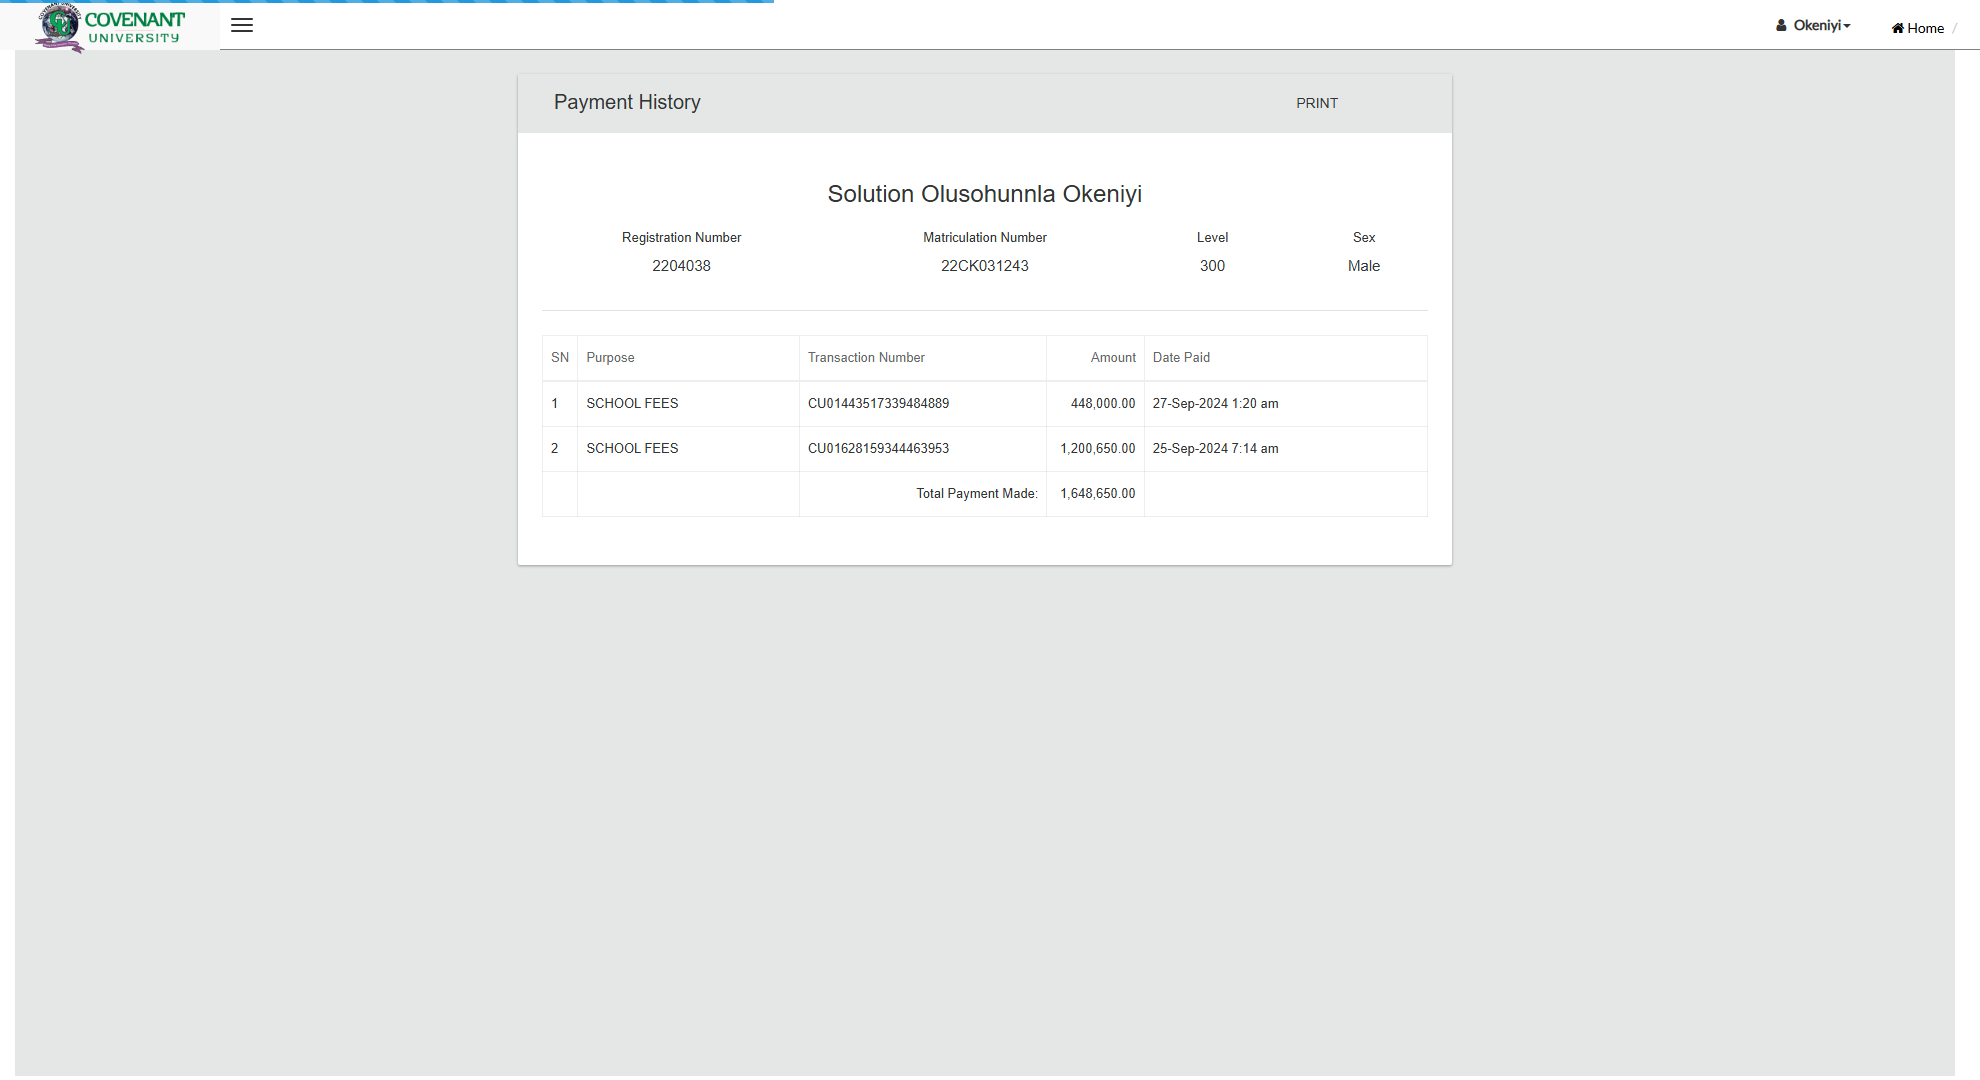 COVENANT
UNIVERSITY
Okeniyi
Home /
Payment History
PRINT
Solution Olusohunnla Okeniyi
Registration Number Matriculation Number Level Sex
2204038 22CK031243 300 Male
SN Purpose Transaction Number Amount Date Paid
1 SCHOOL FEES CU01443517339484889 448,000.00 27-Sep-2024 1:20 am
2 SCHOOL FEES CU01628159344463953 1,200,650.00 25-Sep-2024 7:14 am
Total Payment Made: 1,648,650.00